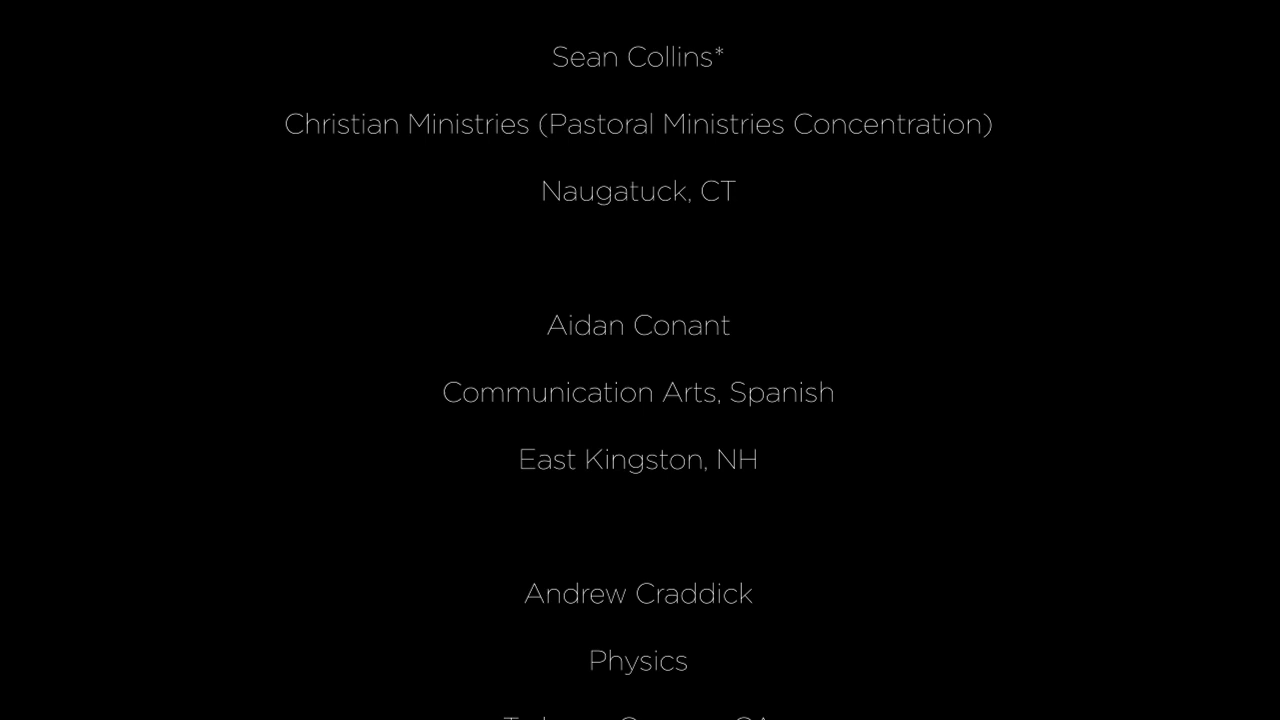 Sean Collins*
Christian Ministries (Pastoral Ministries Concentration)
Naugatuck, CT
Aidan Conant
Communication Arts, Spanish
East Kingston, NH
Andrew Craddick
Physics